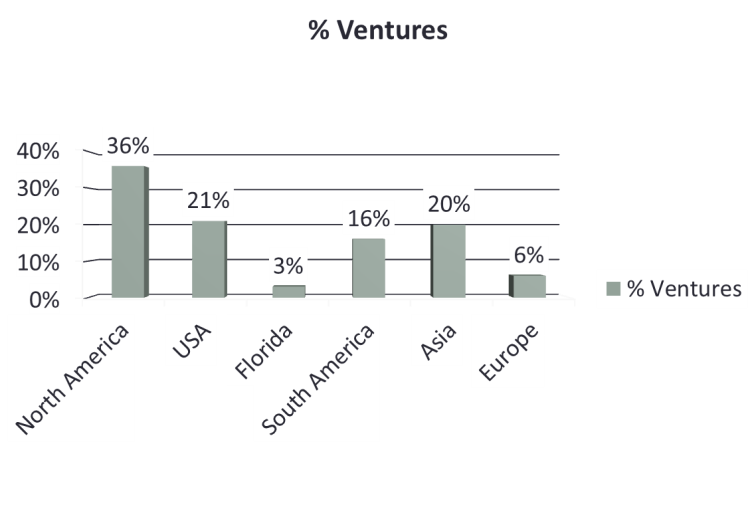 % Ventures
40%
30%
20%
10%
0%
36%
21%
3%
16%
20%
6%
North America
USA
Florida
South America
Asia
Europe
% Ventures